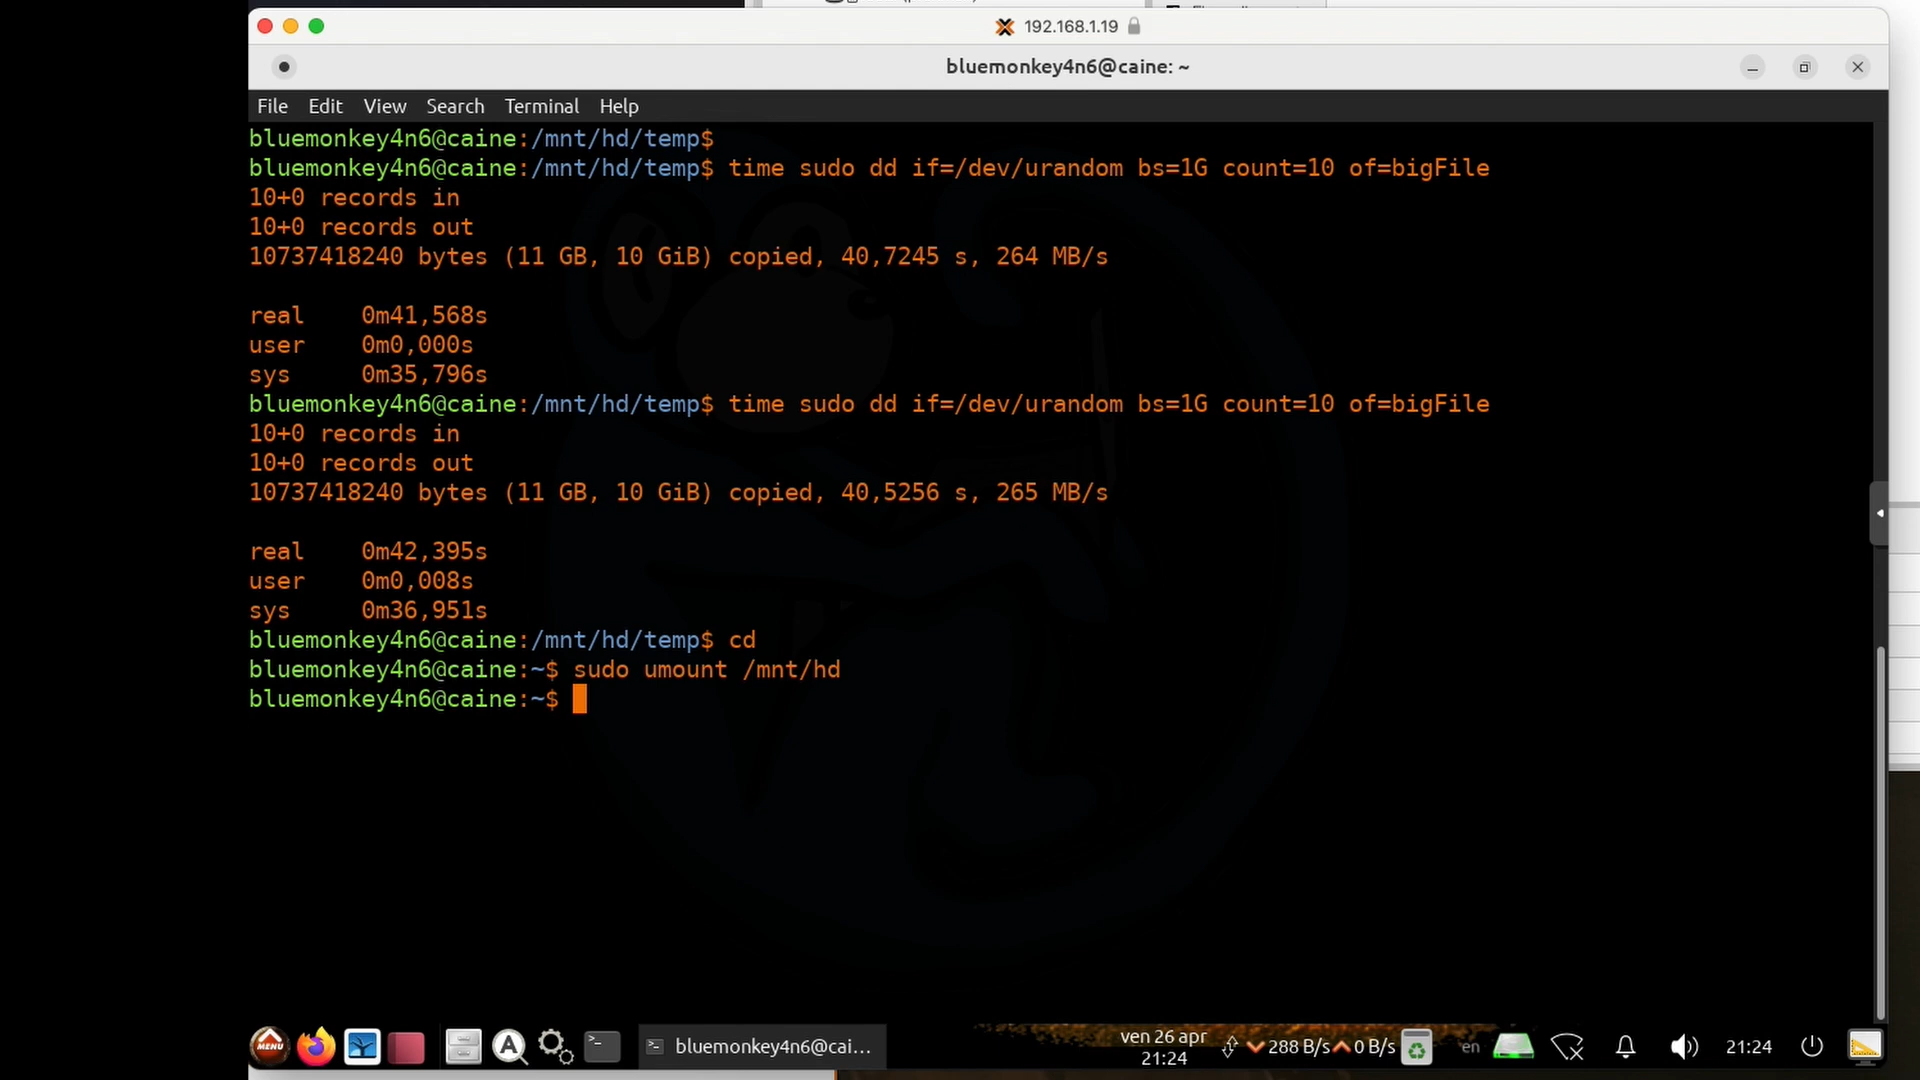 192.168.1.19
bluemonkey4n6@caine: ~
File Edit View Search Terminal Help
bluemonkey4n6@caine:/mnt/hd/temp$
bluemonkey4n6@caine:/mnt/hd/temp$ time sudo dd if=/dev/urandom bs=1G count=10 of=bigFile
10+0 records in
10+0 records out
10737418240 bytes (11 GB, 10 GiB) copied, 40,7245 s, 264 MB/s
real    0m41,568s
user    0m0,000s
sys     0m35,796s
bluemonkey4n6@caine:/mnt/hd/temp$ time sudo dd if=/dev/urandom bs=1G count=10 of=bigFile
10+0 records in
10+0 records out
10737418240 bytes (11 GB, 10 GiB) copied, 40,5256 s, 265 MB/s
real    0m42,395s
user    0m0,008s
sys     0m36,951s
bluemonkey4n6@caine:/mnt/hd/temp$ cd
bluemonkey4n6@caine:~$ sudo umount /mnt/hd
bluemonkey4n6@caine:~$
MENU
bluemonkey4n6@cai...
ven 26 apr
21:24
288 B/s 0 B/s
en
21:24